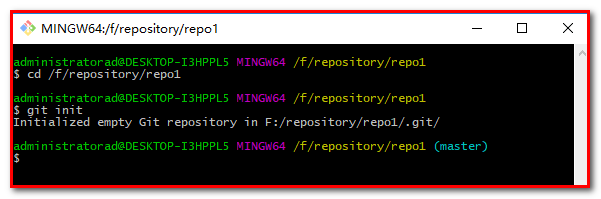 MINGW64:/f/repository/repo1
administratorad@DESKTOP-I3HPPL5 MINGW64 /f/repository/repo1
$ cd /f/repository/repo1
administratorad@DESKTOP-I3HPPL5 MINGW64 /f/repository/repo1
$ git init
Initialized empty Git repository in F:/repository/repo1/.git/
administratorad@DESKTOP-I3HPPL5 MINGW64 /f/repository/repo1 (master)
$